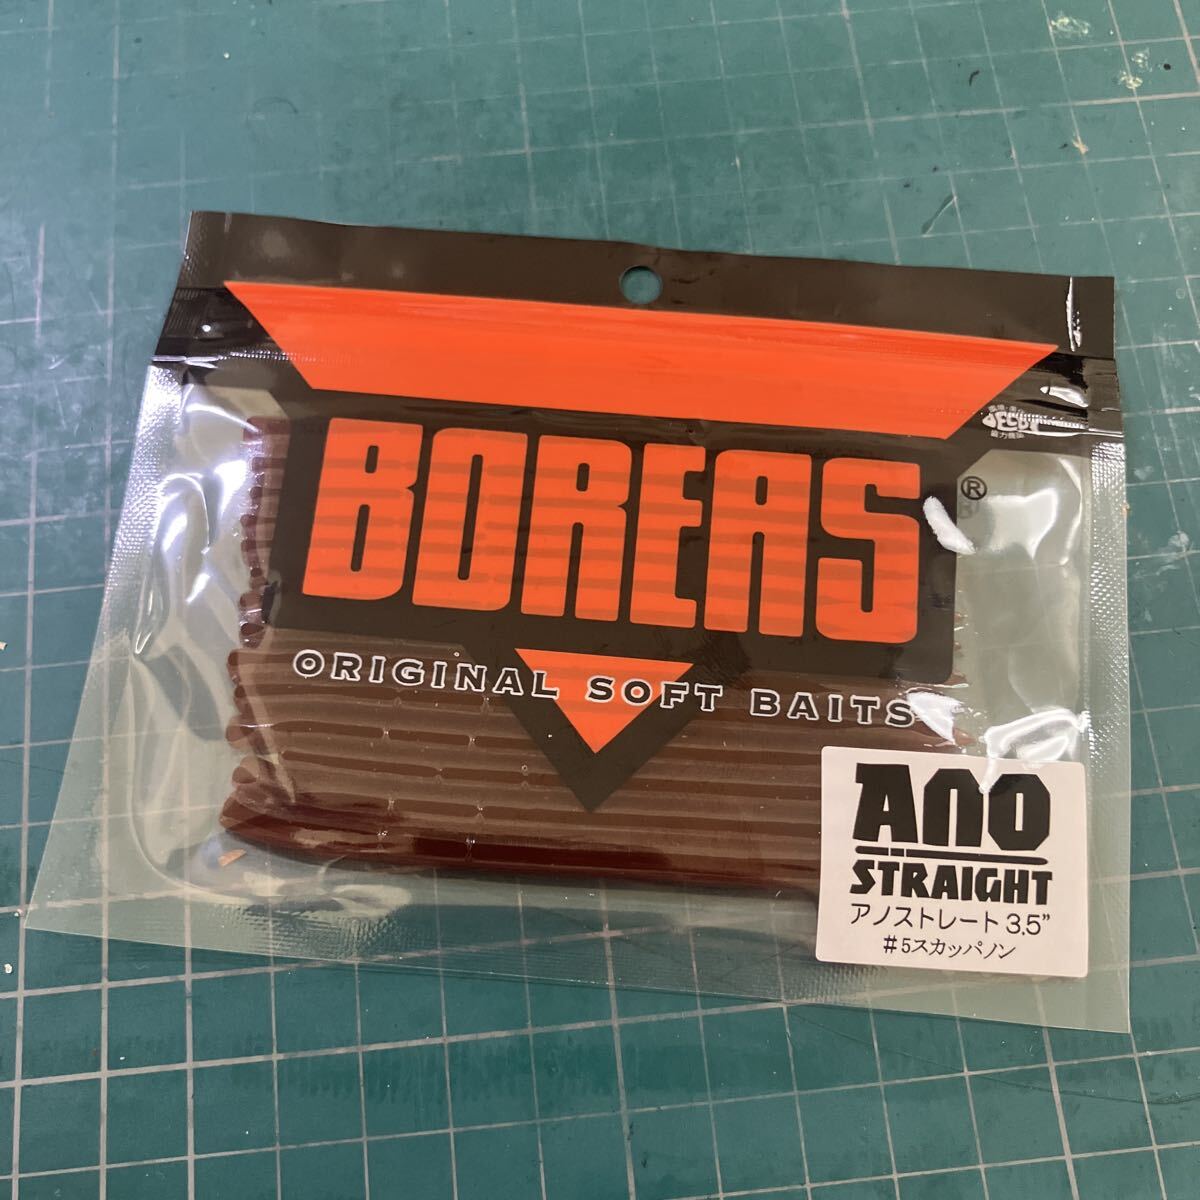 BOREAS
®
ORIGINAL SOFT BAITS
ANO
STRAIGHT
アノストレート 3.5"
#5スカッパノン